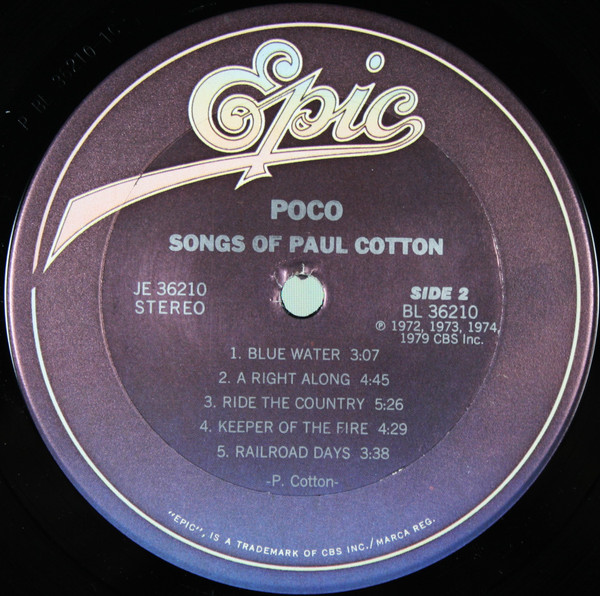 Epic
POCO
SONGS OF PAUL COTTON
JE 36210
STEREO
SIDE 2
BL 36210
℗ 1972, 1973, 1974,
1979 CBS Inc.
1. BLUE WATER 3:07
2. A RIGHT ALONG 4:45
3. RIDE THE COUNTRY 5:26
4. KEEPER OF THE FIRE 4:29
5. RAILROAD DAYS 3:38
-P. Cotton-
"EPIC", IS A TRADEMARK OF CBS INC./MARCA REG.